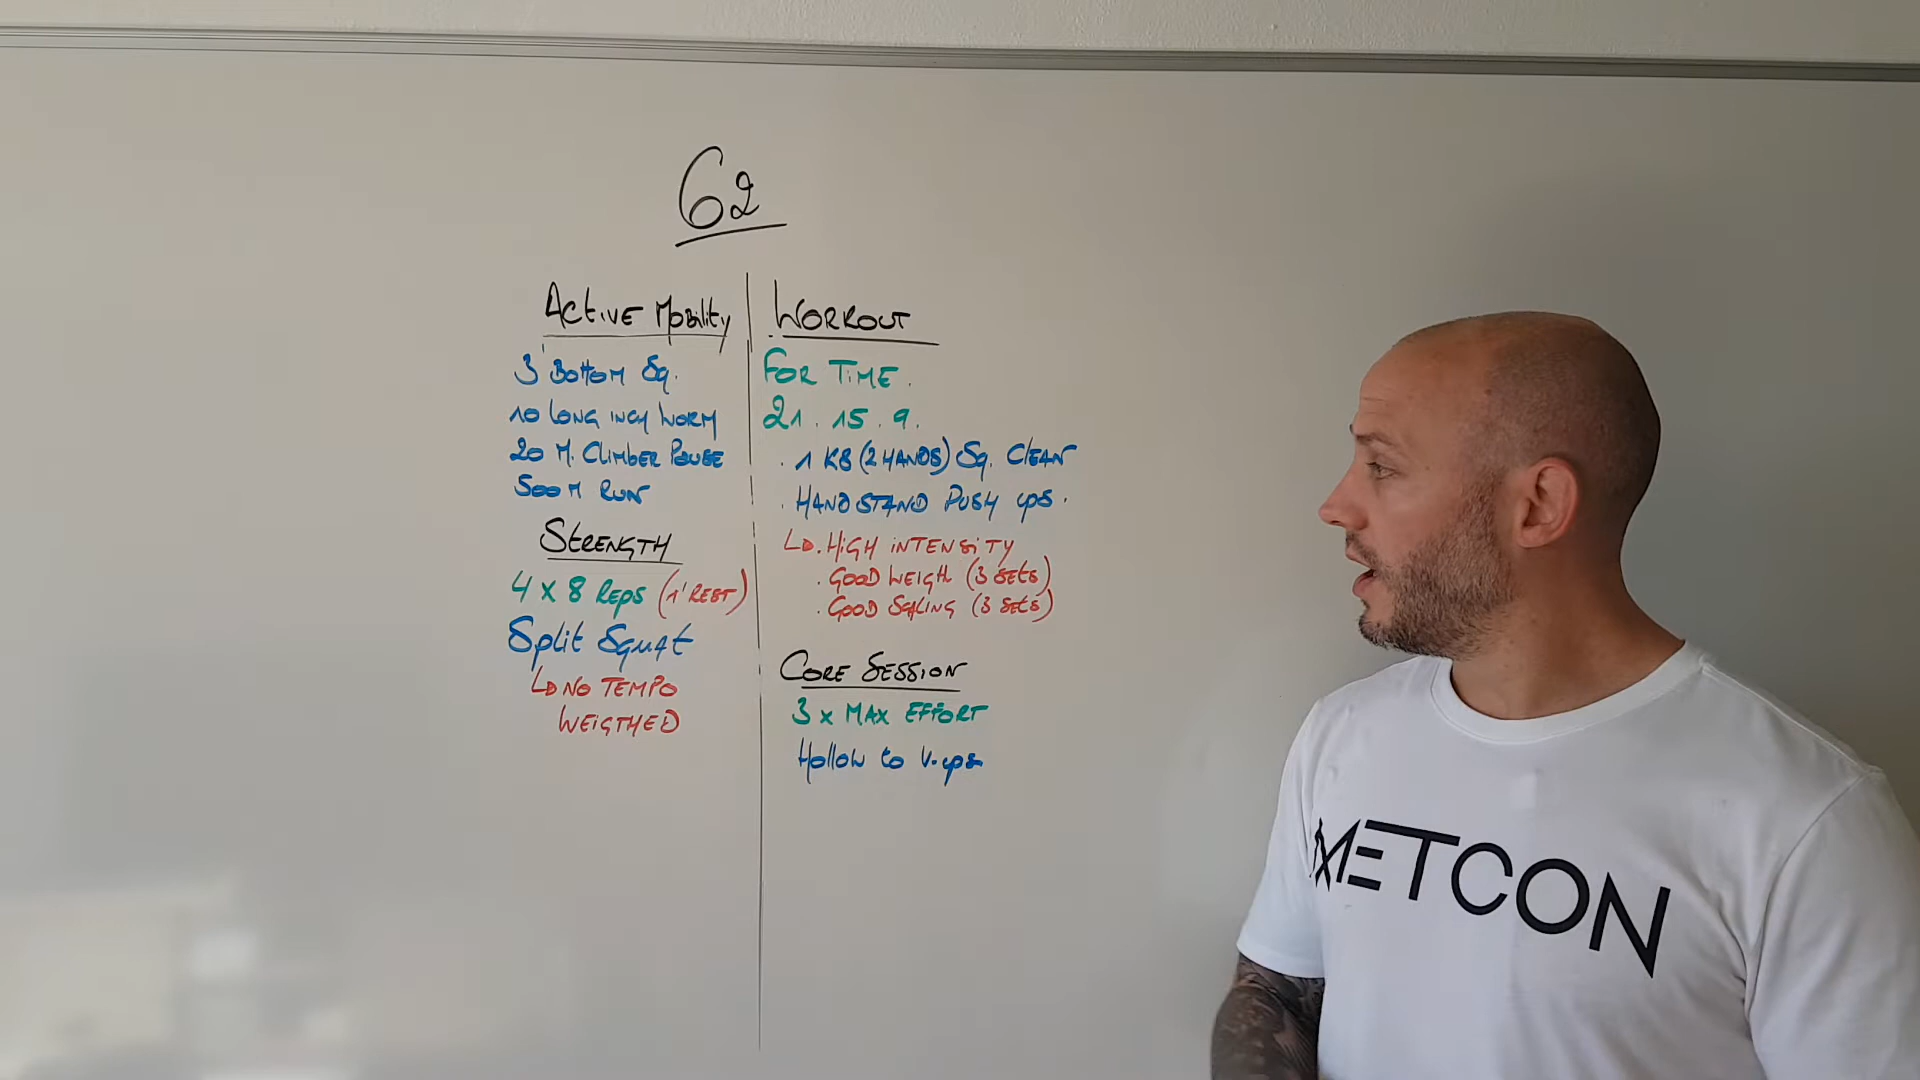 62
Active Mobility
3' Bottom Sq.
10 Long inch Worm
20 M. Climber Pause
500 M Run
Strength
4 x 8 Reps (1' Rest)
Split Squat
No Tempo
Weigthed
Workout
For Time.
21. 15. 9.
. 1 KB (2 Hands) Sq. Clean
. Handstand Push ups.
. High intensity
. Good Weigh (3 sets)
. Good Scaling (3 sets)
Core Session
3 x Max Effort
Hollow to V.ups
METCON